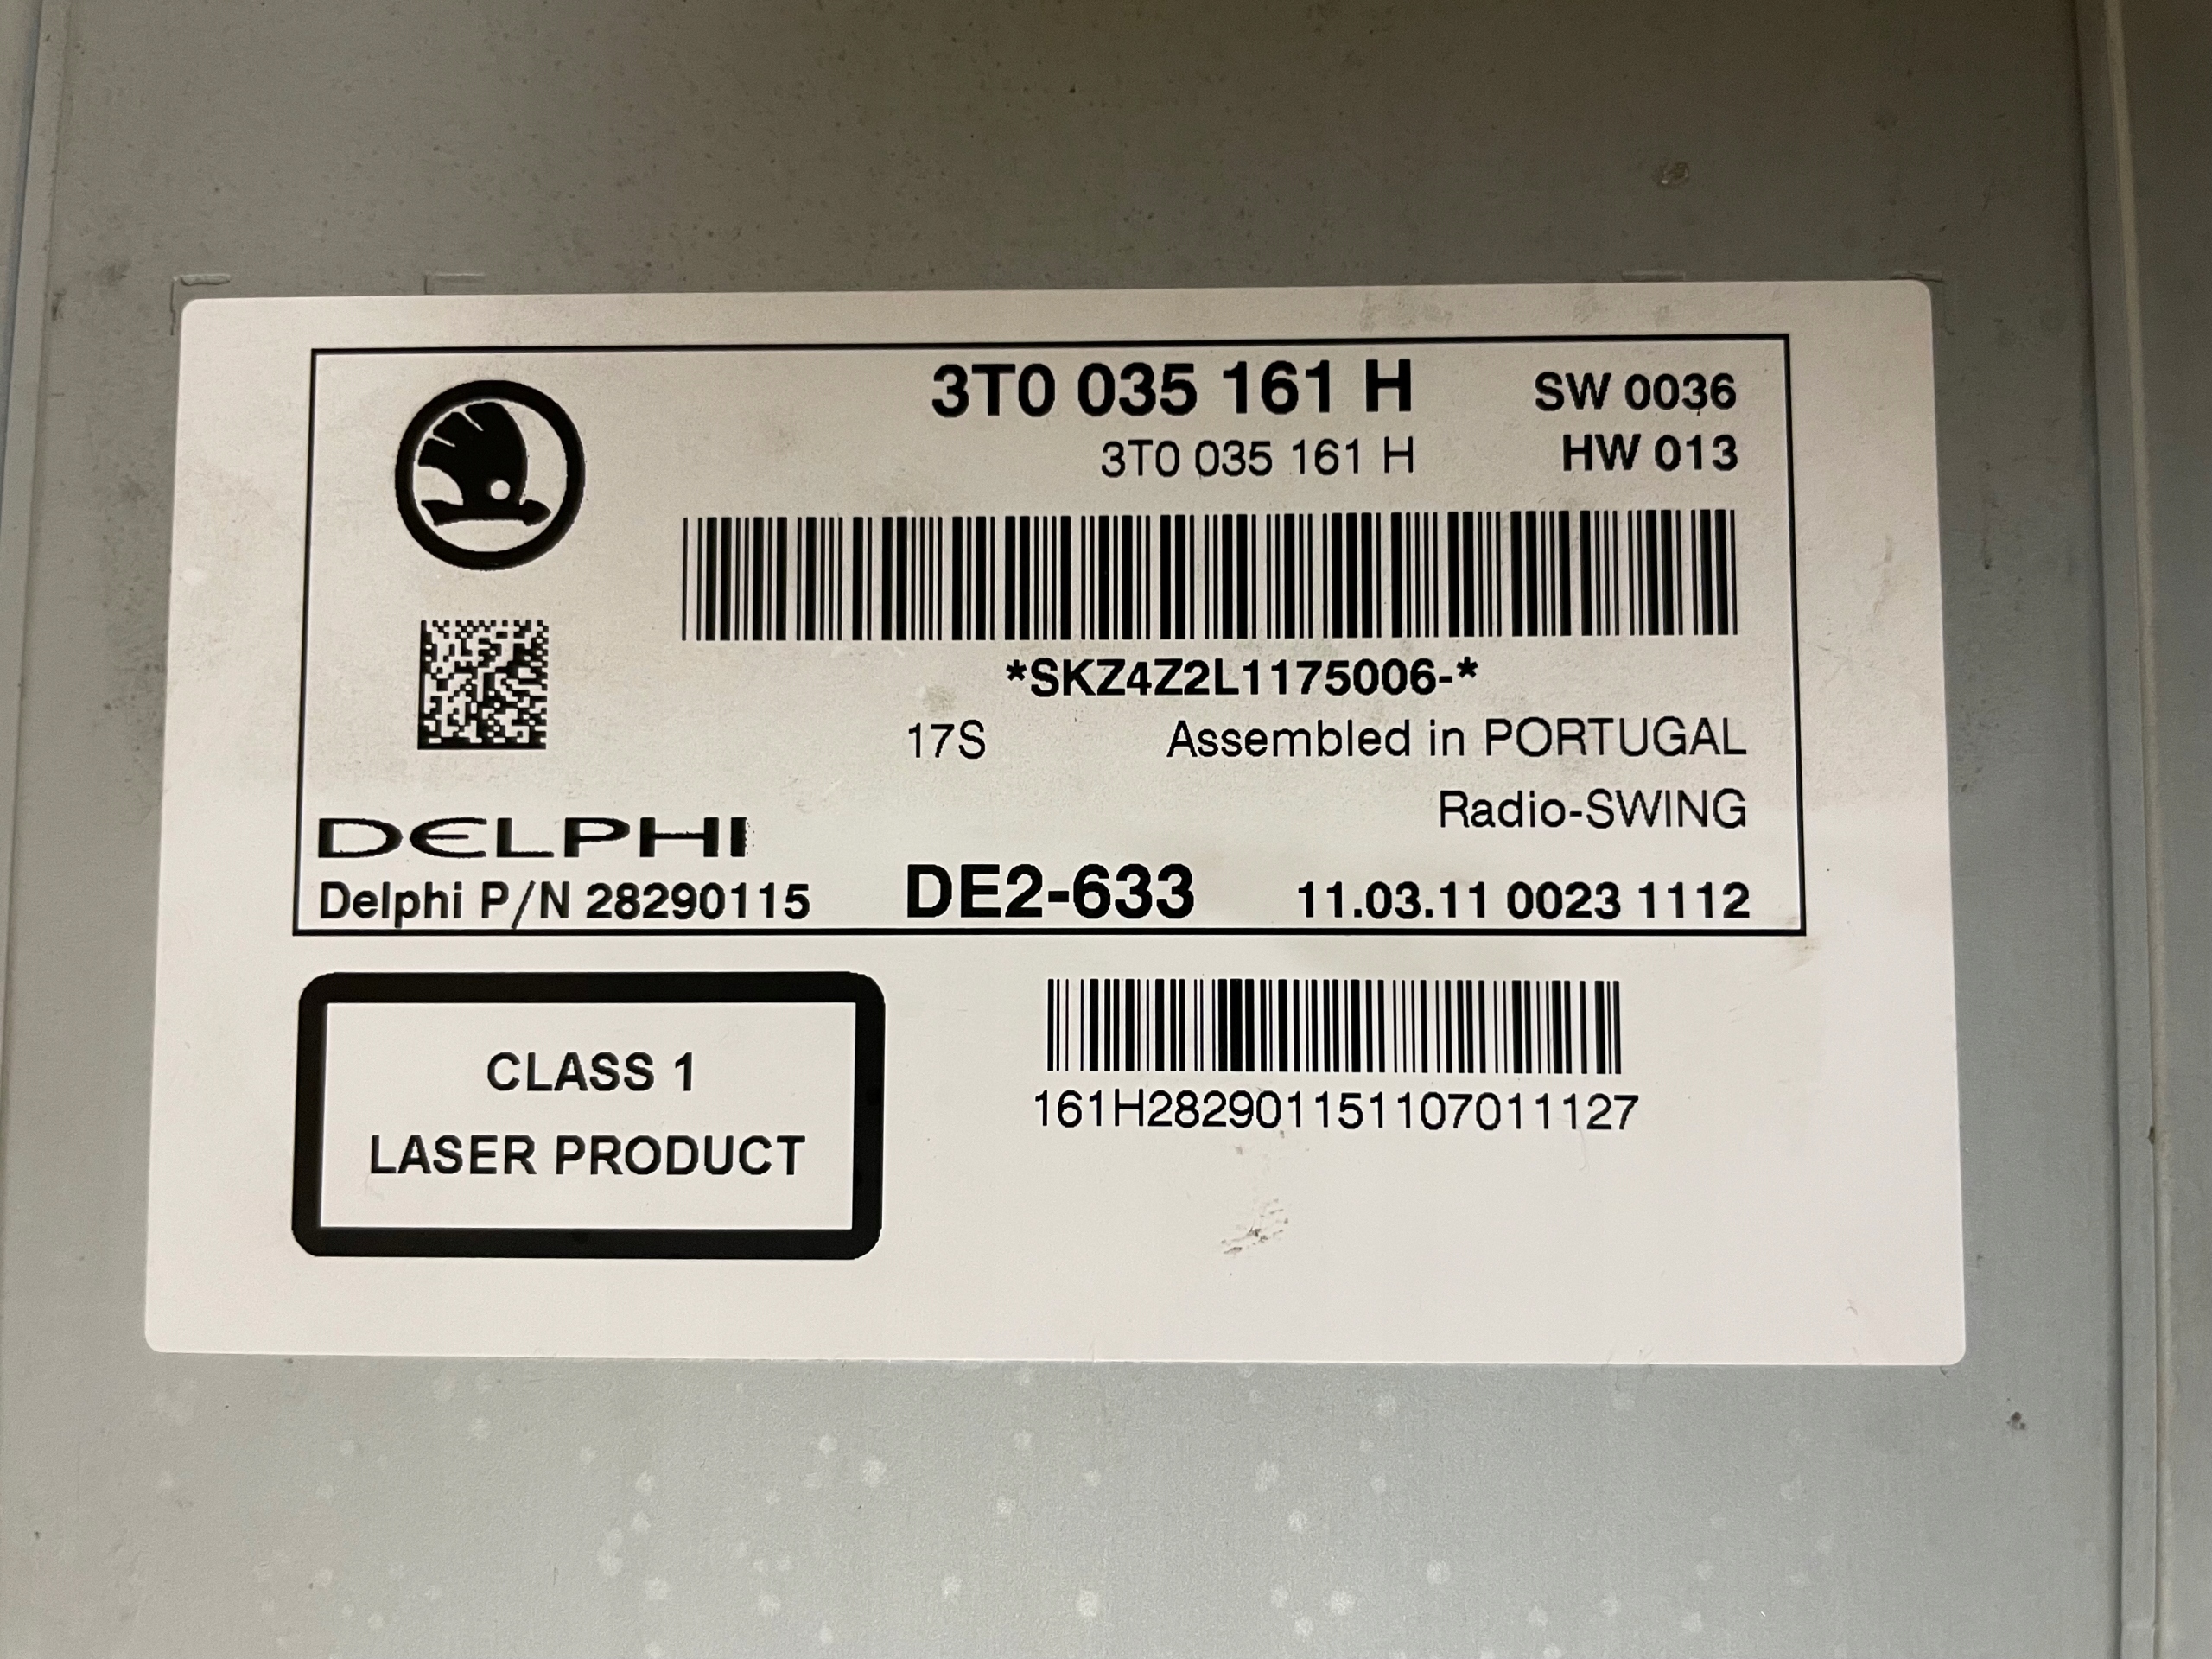 3T0 035 161 H SW 0036
3T0 035 161 H HW 013
*SKZ4Z2L1175006-*
17S Assembled in PORTUGAL
Radio-SWING
DELPHI
Delphi P/N 28290115 DE2-633 11.03.11 0023 1112
CLASS 1
LASER PRODUCT
161H282901151107011127